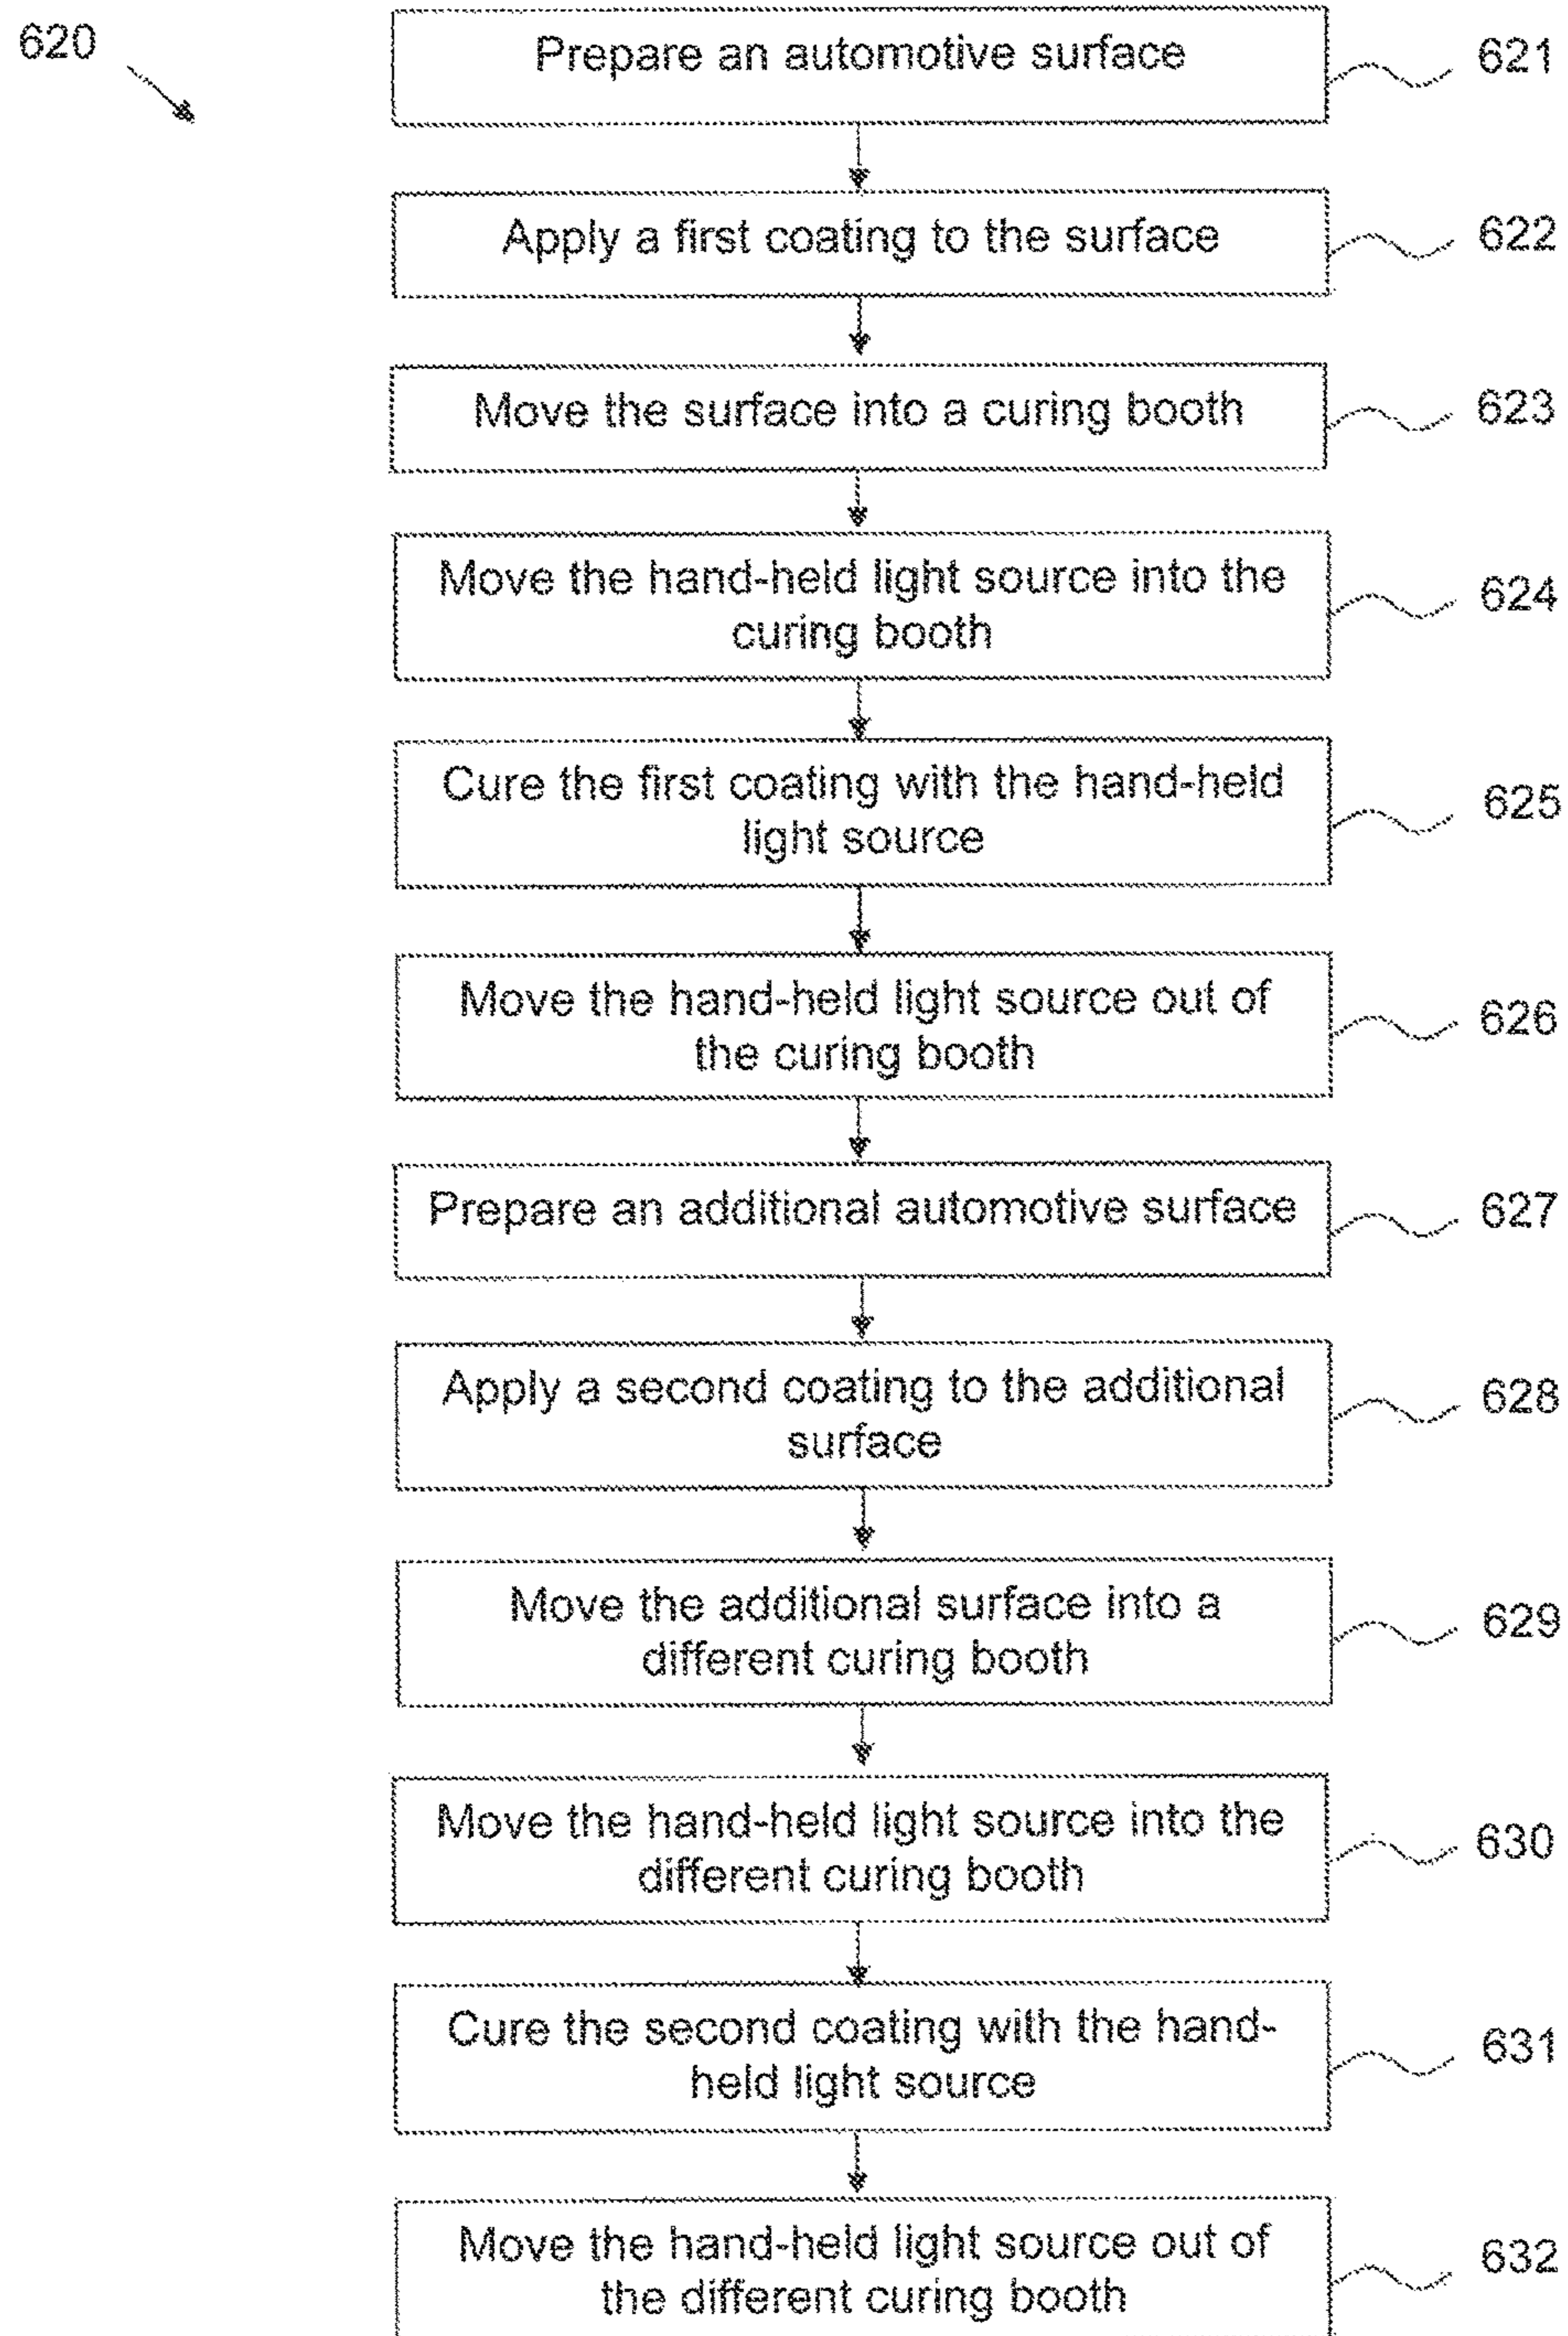 620
Prepare an automotive surface
621
Apply a first coating to the surface
622
Move the surface into a curing booth
623
Move the hand-held light source into the
curing booth
624
Cure the first coating with the hand-held
light source
625
Move the hand-held light source out of
the curing booth
626
Prepare an additional automotive surface
627
Apply a second coating to the additional
surface
628
Move the additional surface into a
different curing booth
629
Move the hand-held light source into the
different curing booth
630
Cure the second coating with the hand-
held light source
631
Move the hand-held light source out of
the different curing booth
632